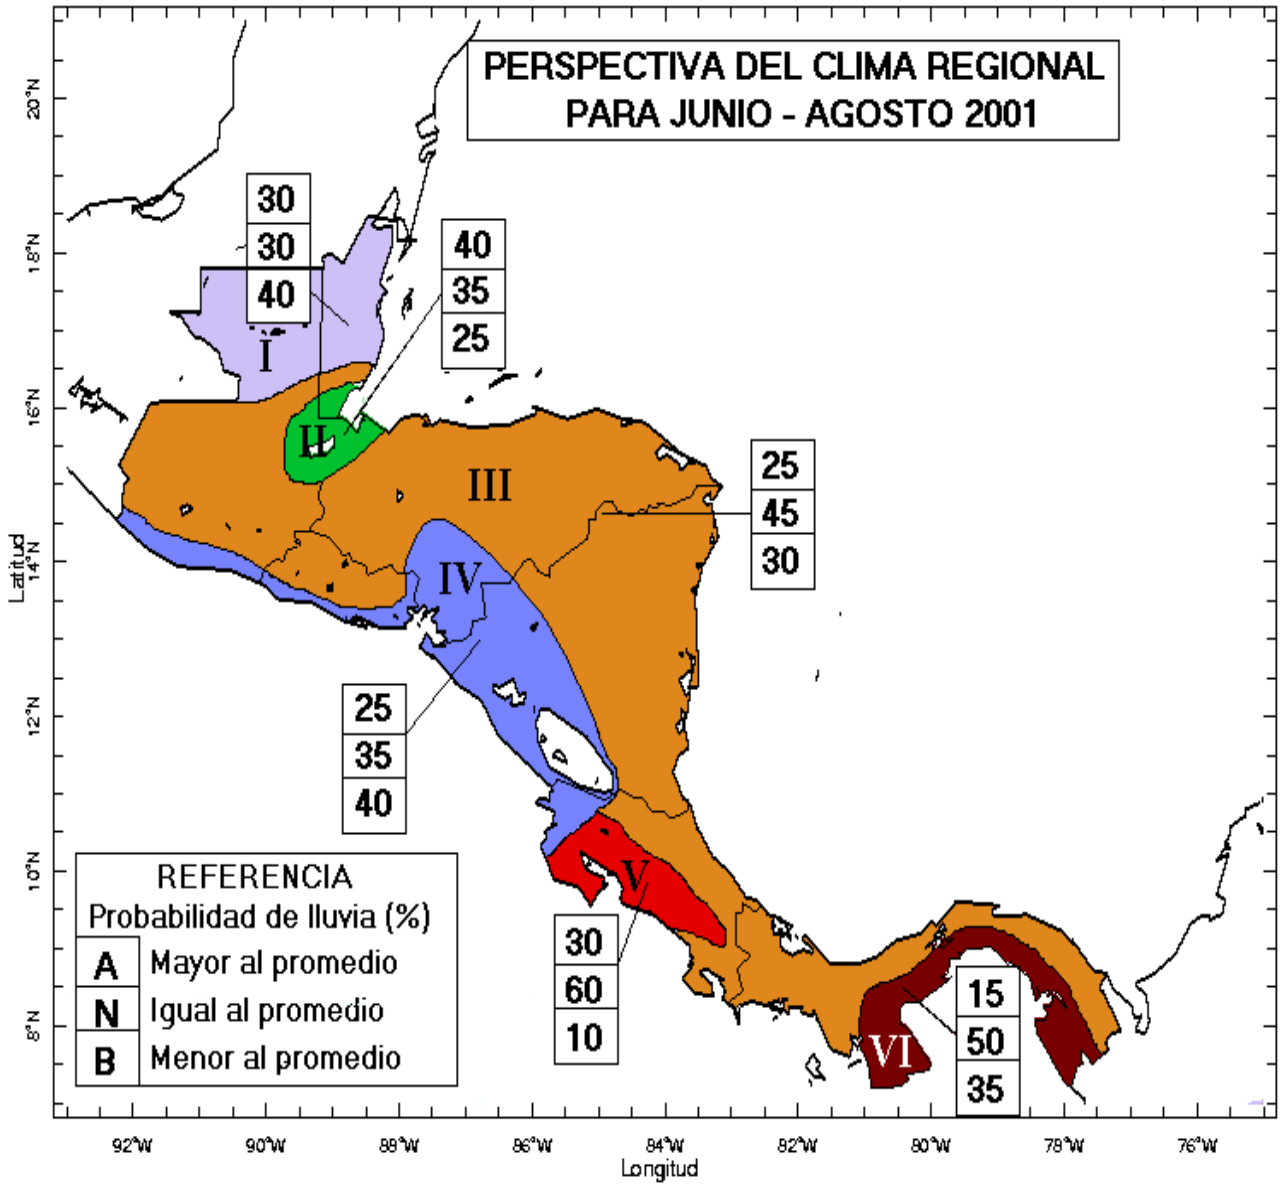 PERSPECTIVA DEL CLIMA REGIONAL
PARA JUNIO - AGOSTO 2001
30
30
40
40
35
25
I
II
III
25
45
30
IV
25
35
40
V
30
60
10
VI
15
50
35
REFERENCIA
Probabilidad de lluvia (%)
A Mayor al promedio
N Igual al promedio
B Menor al promedio
Latitud
20°N
18°N
16°N
14°N
12°N
10°N
8°N
92°W 90°W 88°W 86°W 84°W 82°W 80°W 78°W 76°W
Longitud